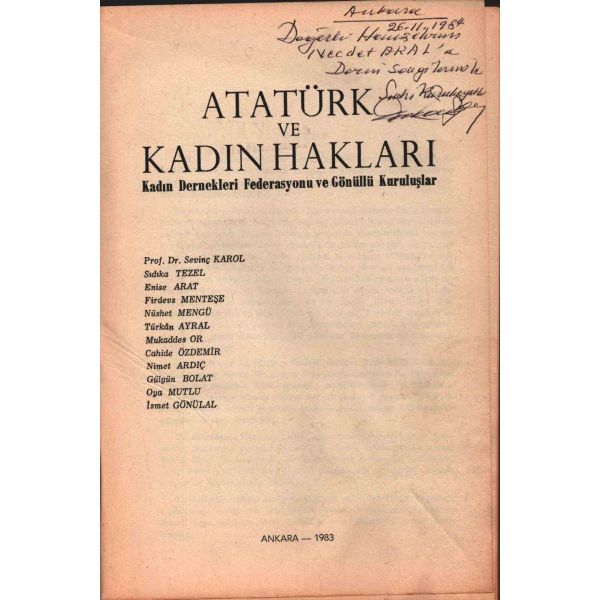 Ankara
26.11.1984
Değerli Hemşehrim
Necdet ARAL'a
Derin Saygılarımla
ATATÜRK
VE
KADIN HAKLARI
Kadın Dernekleri Federasyonu ve Gönüllü Kuruluşlar
Prof. Dr. Sevinç KAROL
Sıdıka TEZEL
Enise ARAT
Firdevs MENTEŞE
Nüshet MENGÜ
Türkân AYRAL
Mukaddes OR
Cahide ÖZDEMİR
Nimet ARDIÇ
Gülgün BOLAT
Oya MUTLU
İsmet GÖNÜLAL
ANKARA — 1983